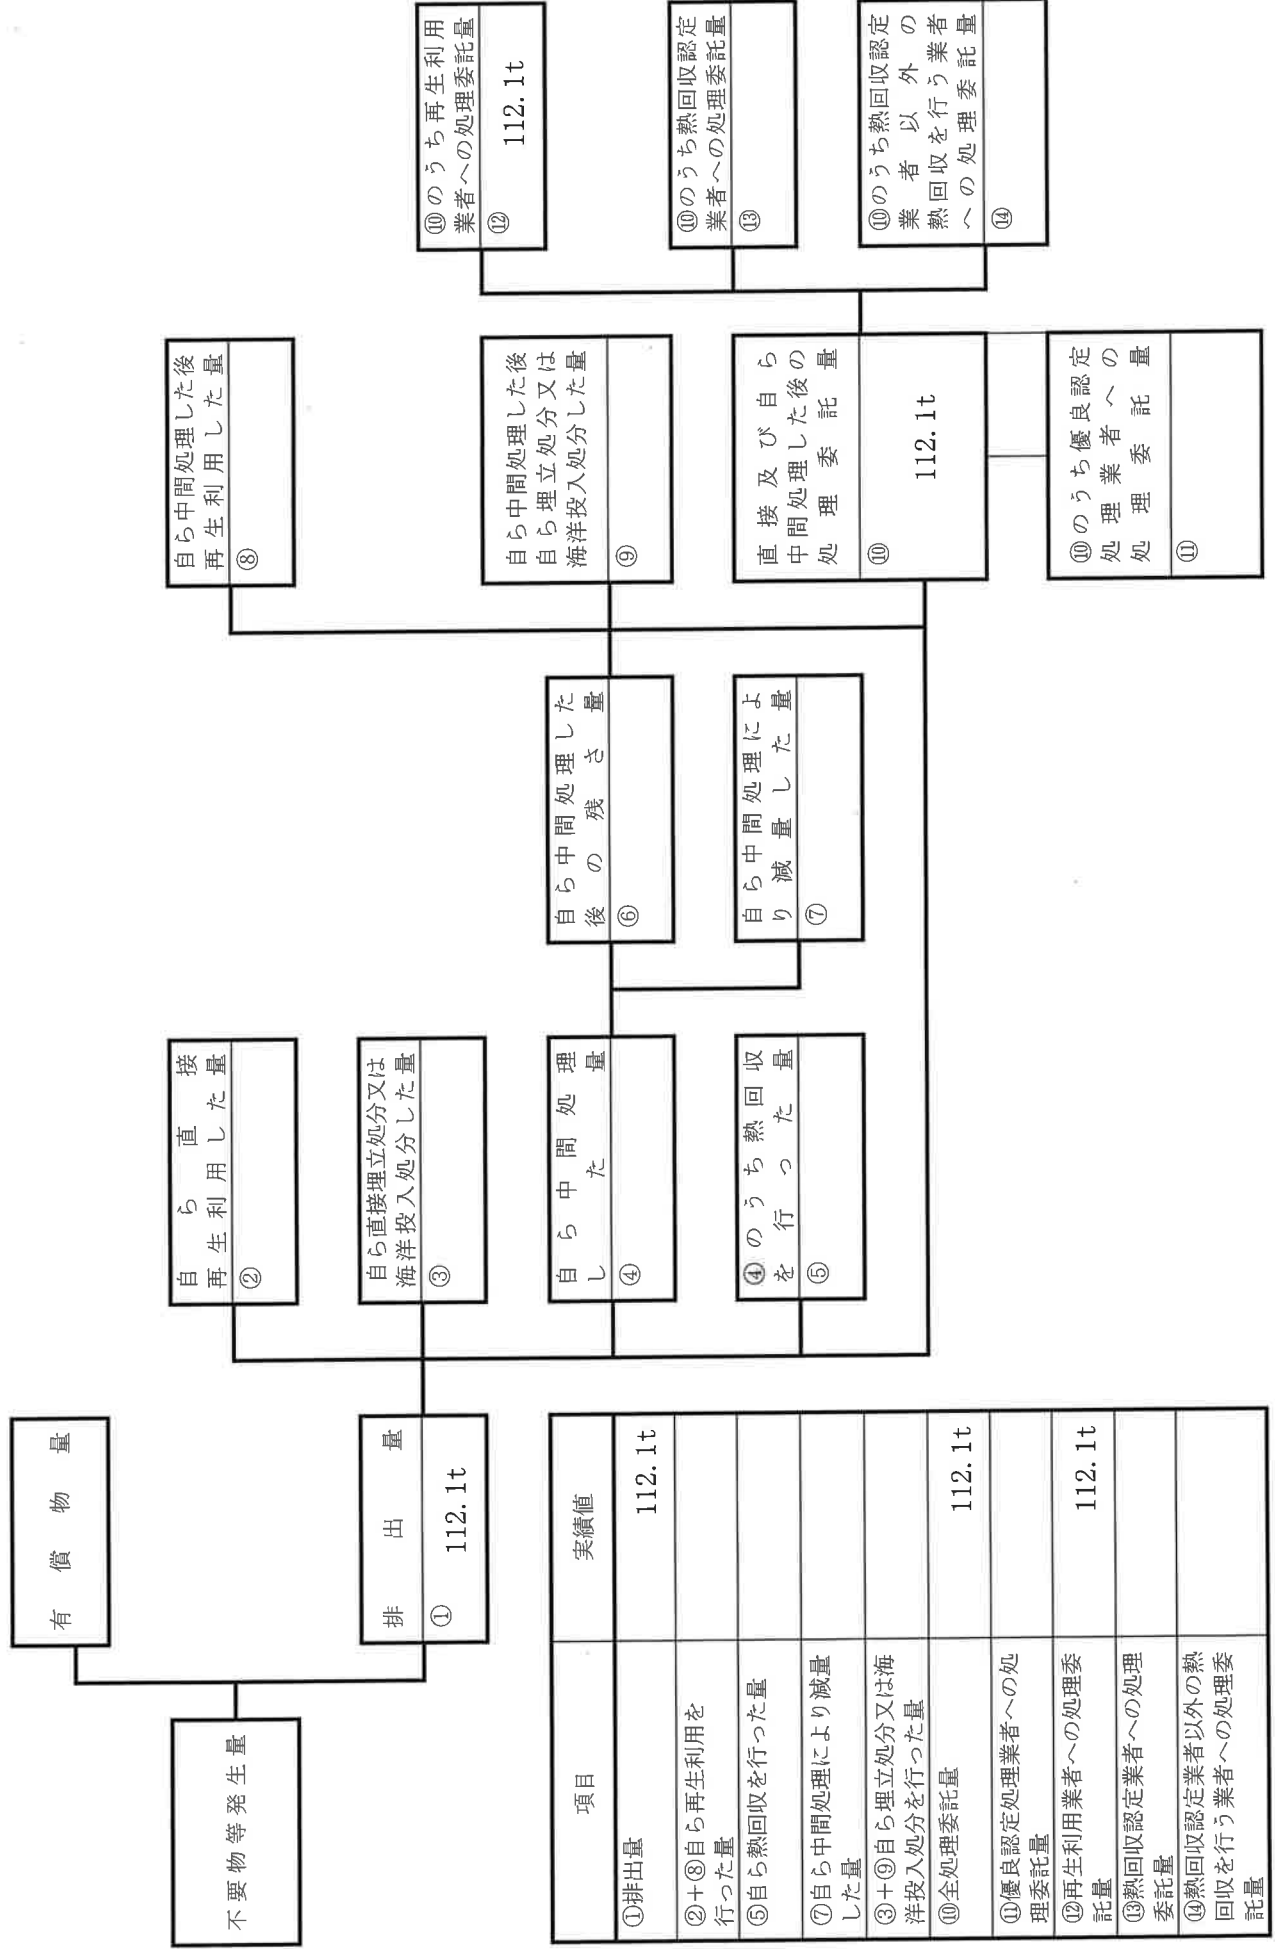 不要物等発生量
有償物量
排出量
① 112.1t
自ら直接
再生利用した量
②
自ら直接埋立処分又は
海洋投入処分した量
③
自ら中間処理
した量
④
④のうち熱回収
を行った量
⑤
自ら中間処理した
後の残さ量
⑥
自ら中間処理によ
り減量した量
⑦
自ら中間処理した後
再生利用した量
⑧
自ら中間処理した後
自ら埋立処分又は
海洋投入処分した量
⑨
直接及び自ら
中間処理した後の
処理委託量
⑩
112.1t
⑩のうち優良認定
処理業者への
処理委託量
⑪
⑩のうち再生利用
業者への処理委託量
⑫
112.1t
⑩のうち熱回収認定
業者への処理委託量
⑬
⑩のうち熱回収認定
業者以外の
熱回収を行う業者
への処理委託量
⑭
項目 実績値
①排出量 112.1t
②+⑧自ら再生利用を
行った量
⑤自ら熱回収を行った量
⑦自ら中間処理により減量
した量
③+⑨自ら埋立処分又は海
洋投入処分を行った量
⑩全処理委託量 112.1t
⑪優良認定処理業者への処
理委託量
⑫再生利用業者への処理委
託量 112.1t
⑬熱回収認定業者への処理
委託量
⑭熱回収認定業者以外の熱
回収を行う業者への処理委
託量